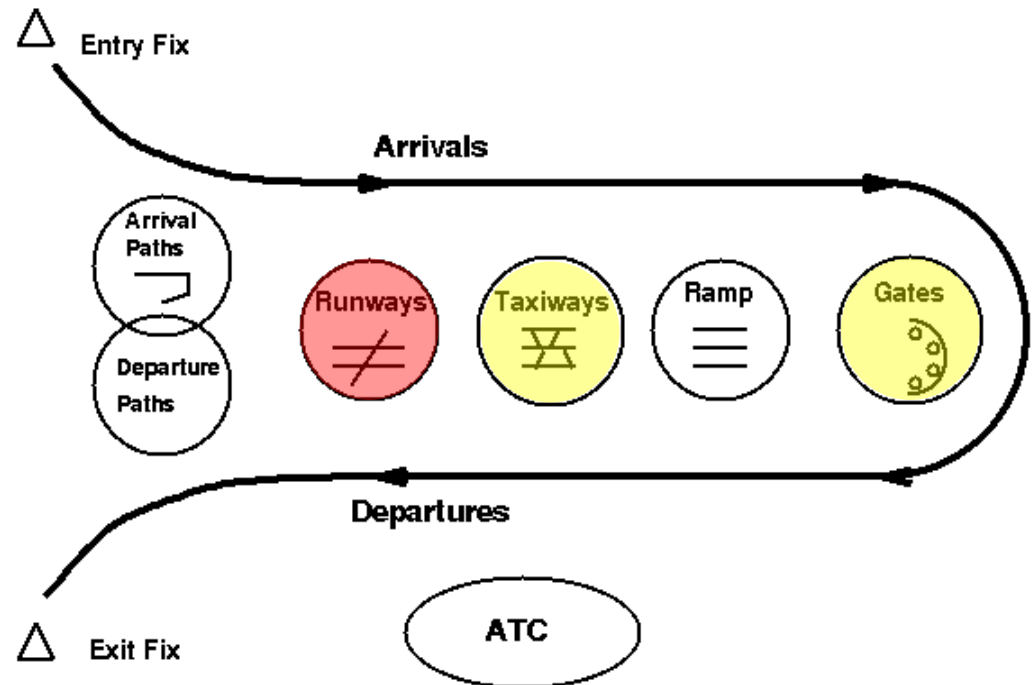 Entry Fix
Arrivals
Arrival
Paths
Departure
Paths
Runways
Taxiways
Ramp
Gates
Departures
ATC
Exit Fix